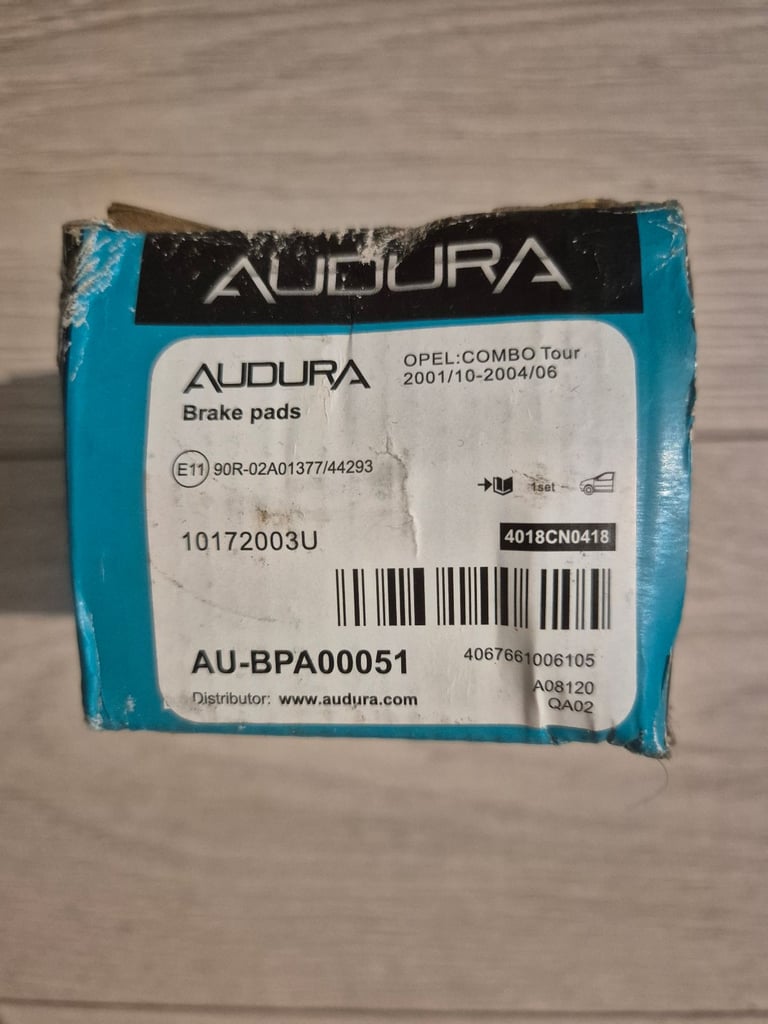 AUDURA
AUDURA
OPEL:COMBO Tour
2001/10-2004/06
Brake pads
E11 90R-02A01377/44293
1set
10172003U
4018CN0418
AU-BPA00051
4067661006105
A08120
QA02
Distributor: www.audura.com